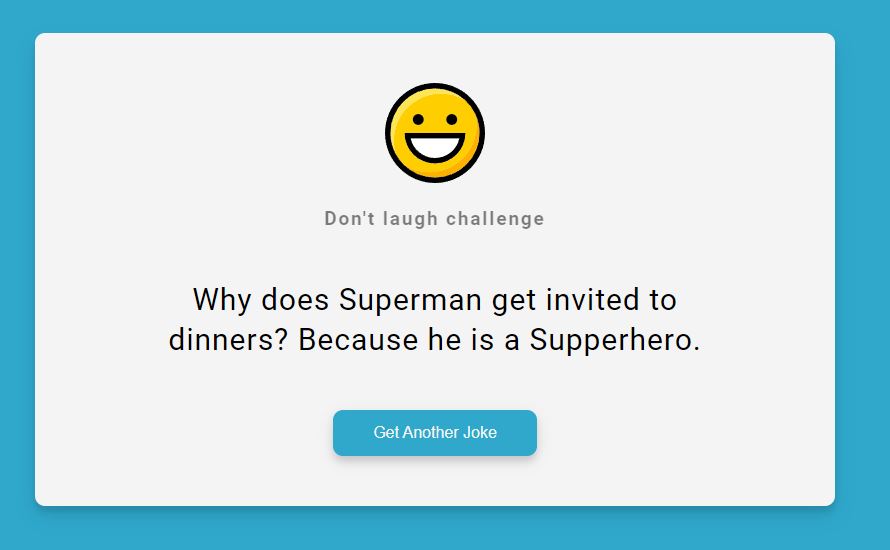 Don't laugh challenge
Why does Superman get invited to
dinners? Because he is a Supperhero.
Get Another Joke